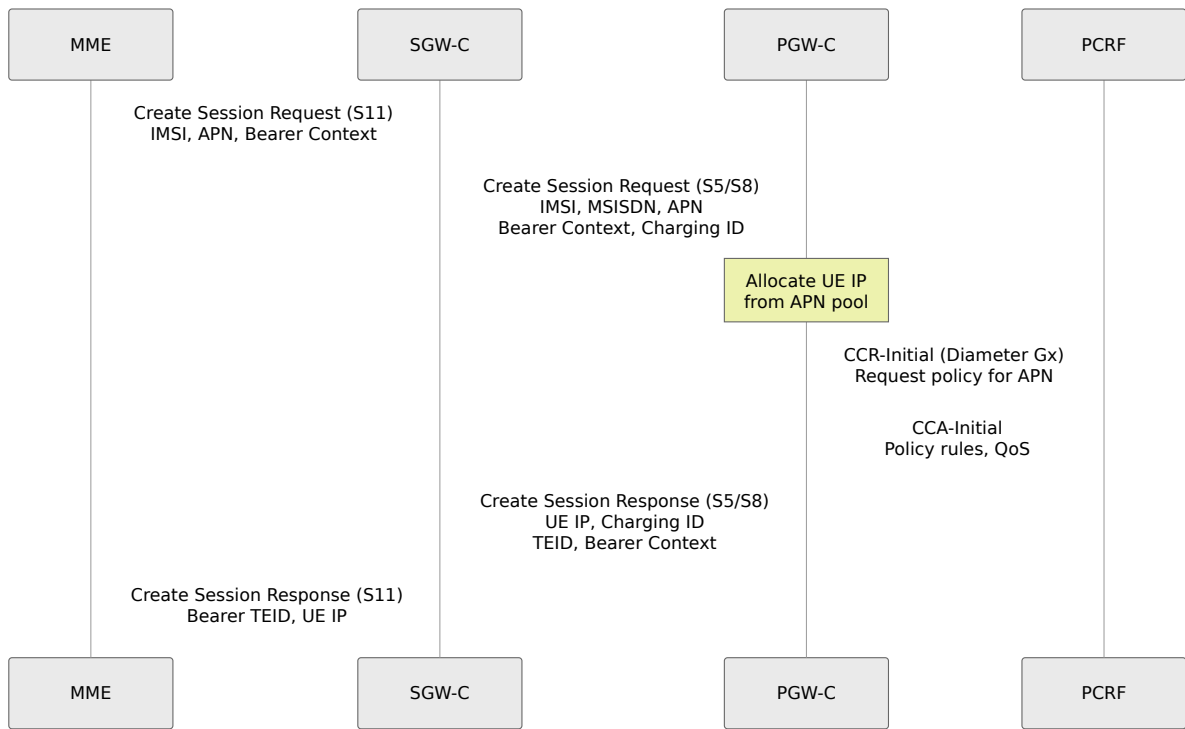 MME
SGW-C
PGW-C
PCRF
Create Session Request (S11)
IMSI, APN, Bearer Context
Create Session Request (S5/S8)
IMSI, MSISDN, APN
Bearer Context, Charging ID
Allocate UE IP
from APN pool
CCR-Initial (Diameter Gx)
Request policy for APN
CCA-Initial
Policy rules, QoS
Create Session Response (S5/S8)
UE IP, Charging ID
TEID, Bearer Context
Create Session Response (S11)
Bearer TEID, UE IP
MME
SGW-C
PGW-C
PCRF